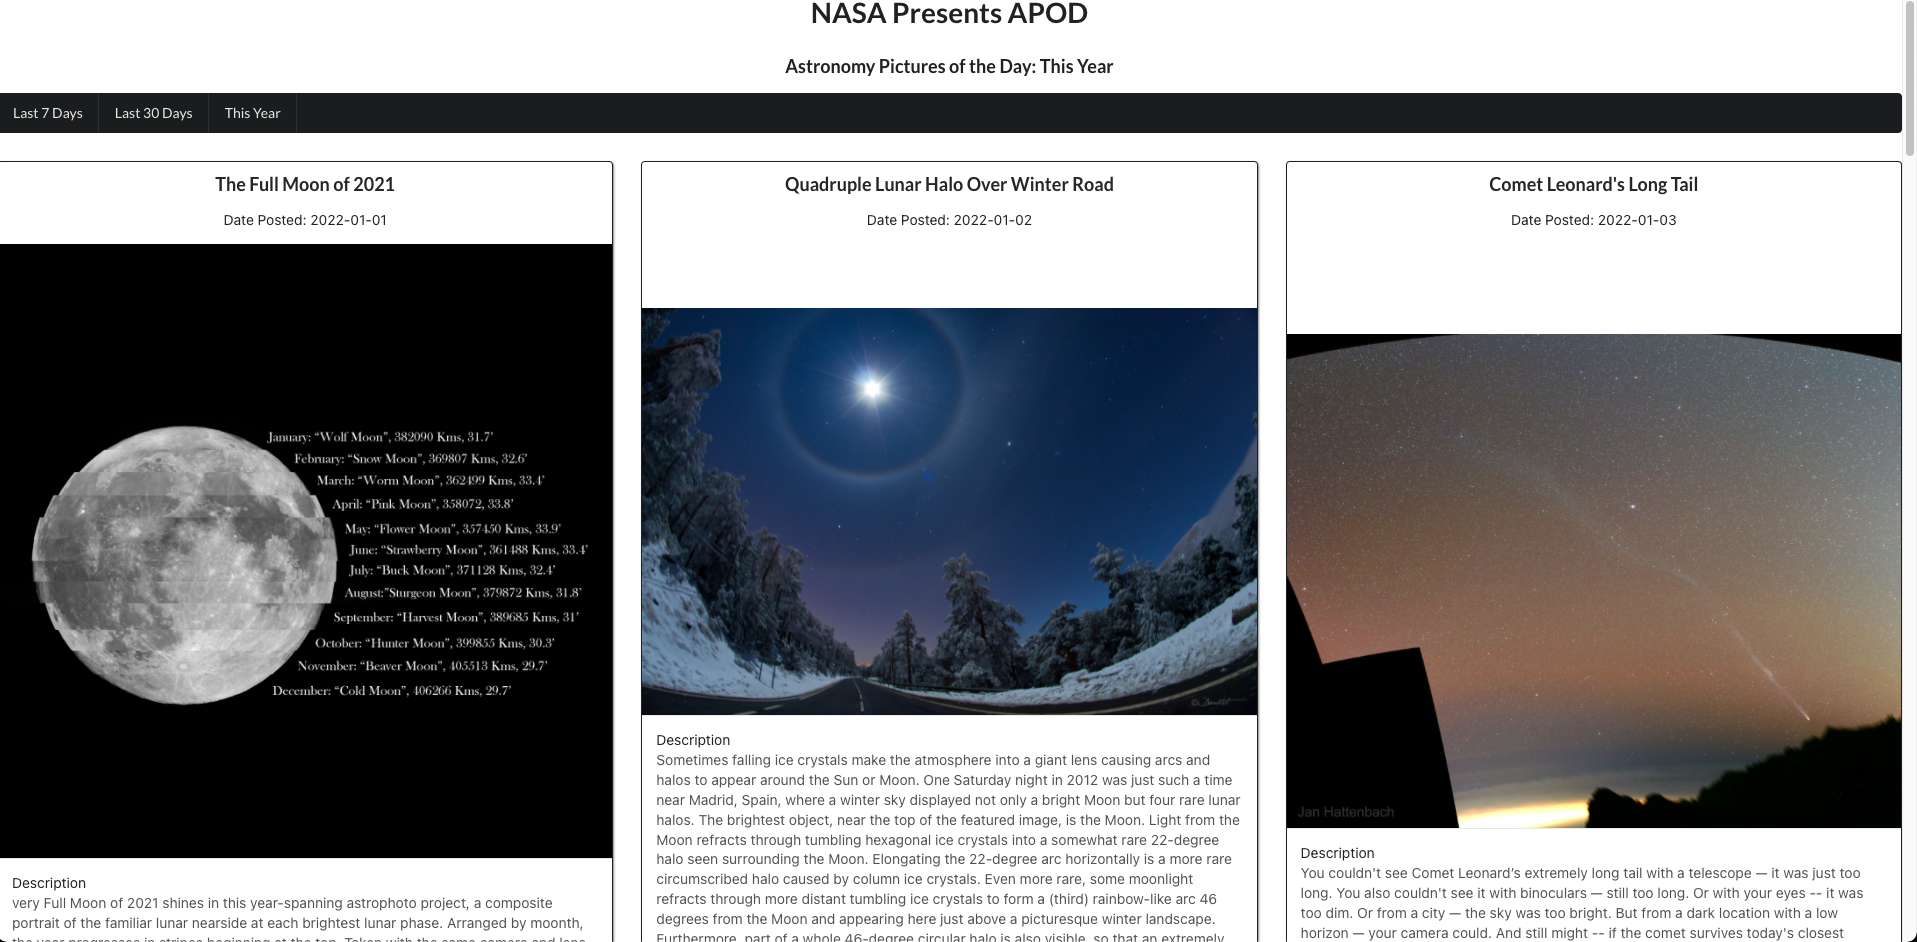 NASA Presents APOD
Astronomy Pictures of the Day: This Year
Last 7 Days
Last 30 Days
This Year
The Full Moon of 2021
Date Posted: 2022-01-01
January: “Wolf Moon”, 382090 Kms, 31.7’
February: “Snow Moon”, 369807 Kms, 32.6’
March: “Worm Moon”, 362499 Kms, 33.4’
April: “Pink Moon”, 358072, 33.8’
May: “Flower Moon”, 357450 Kms, 33.9’
June: “Strawberry Moon”, 361488 Kms, 33.4’
July: “Buck Moon”, 371128 Kms, 32.4’
August:”Sturgeon Moon”, 379872 Kms, 31.8’
September: “Harvest Moon”, 389685 Kms, 31’
October: “Hunter Moon”, 399855 Kms, 30.3’
November: “Beaver Moon”, 405513 Kms, 29.7’
December: “Cold Moon”, 406266 Kms, 29.7’
Description
very Full Moon of 2021 shines in this year-spanning astrophoto project, a composite
portrait of the familiar lunar nearside at each brightest lunar phase. Arranged by moonth,
the year progresses in stripes beginning at the top. Taken with the same camera and lens
Quadruple Lunar Halo Over Winter Road
Date Posted: 2022-01-02
Description
Sometimes falling ice crystals make the atmosphere into a giant lens causing arcs and
halos to appear around the Sun or Moon. One Saturday night in 2012 was just such a time
near Madrid, Spain, where a winter sky displayed not only a bright Moon but four rare lunar
halos. The brightest object, near the top of the featured image, is the Moon. Light from the
Moon refracts through tumbling hexagonal ice crystals into a somewhat rare 22-degree
halo seen surrounding the Moon. Elongating the 22-degree arc horizontally is a more rare
circumscribed halo caused by column ice crystals. Even more rare, some moonlight
refracts through more distant tumbling ice crystals to form a (third) rainbow-like arc 46
degrees from the Moon and appearing here just above a picturesque winter landscape.
Furthermore, part of a whole 46-degree circular halo is also visible, so that an extremely
Comet Leonard's Long Tail
Date Posted: 2022-01-03
Jan Hattenbach
Description
You couldn't see Comet Leonard's extremely long tail with a telescope — it was just too
long. You also couldn't see it with binoculars — still too long. Or with your eyes -- it was
too dim. Or from a city — the sky was too bright. But from a dark location with a low
horizon — your camera could. And still might -- if the comet survives today's closest